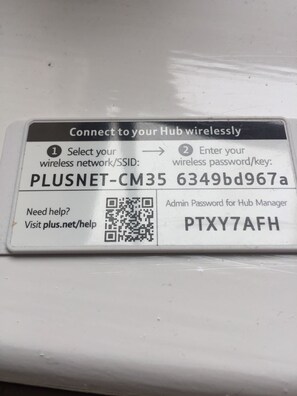 Connect to your Hub wirelessly
1 Select your wireless network/SSID:
2 Enter your wireless password/key:
PLUSNET-CM35 6349bd967a
Need help?
Visit plus.net/help
Admin Password for Hub Manager
PTXY7AFH